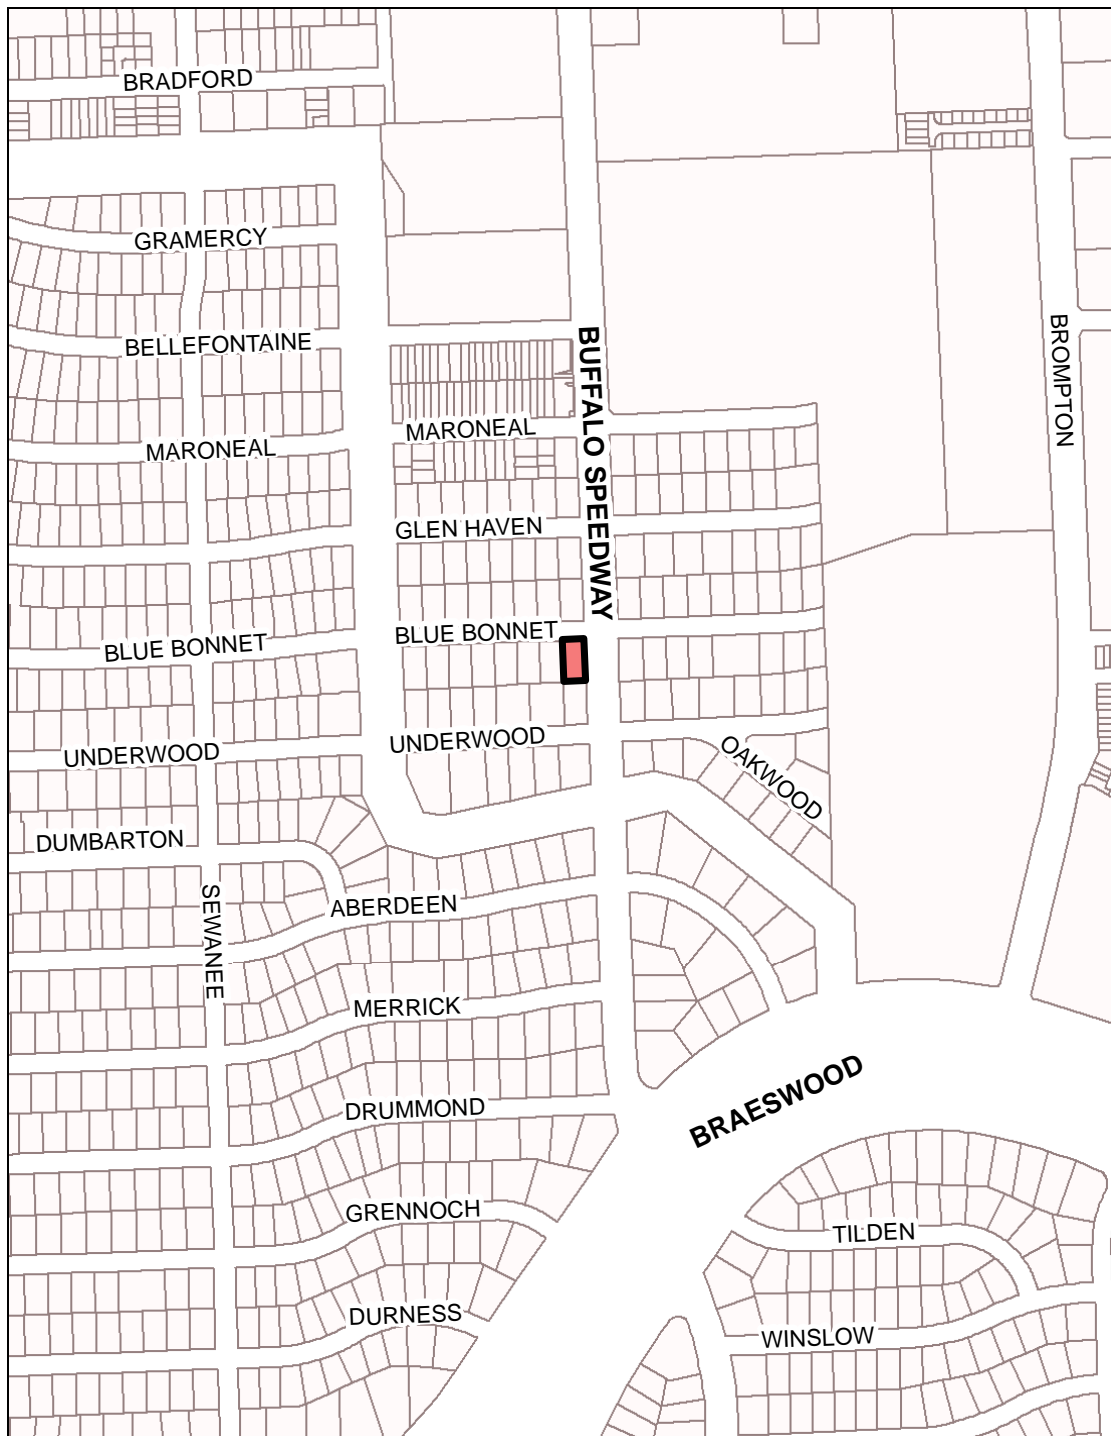 BRADFORD
GRAMERCY
BELLEFONTAINE
BUFFALO SPEEDWAY
BROMPTON
MARONEAL
MARONEAL
GLEN HAVEN
BLUE BONNET
BLUE BONNET
UNDERWOOD
UNDERWOOD
OAKWOOD
DUMBARTON
SEWANEE
ABERDEEN
MERRICK
BRAESWOOD
DRUMMOND
GRENNOCH
TILDEN
DURNESS
WINSLOW